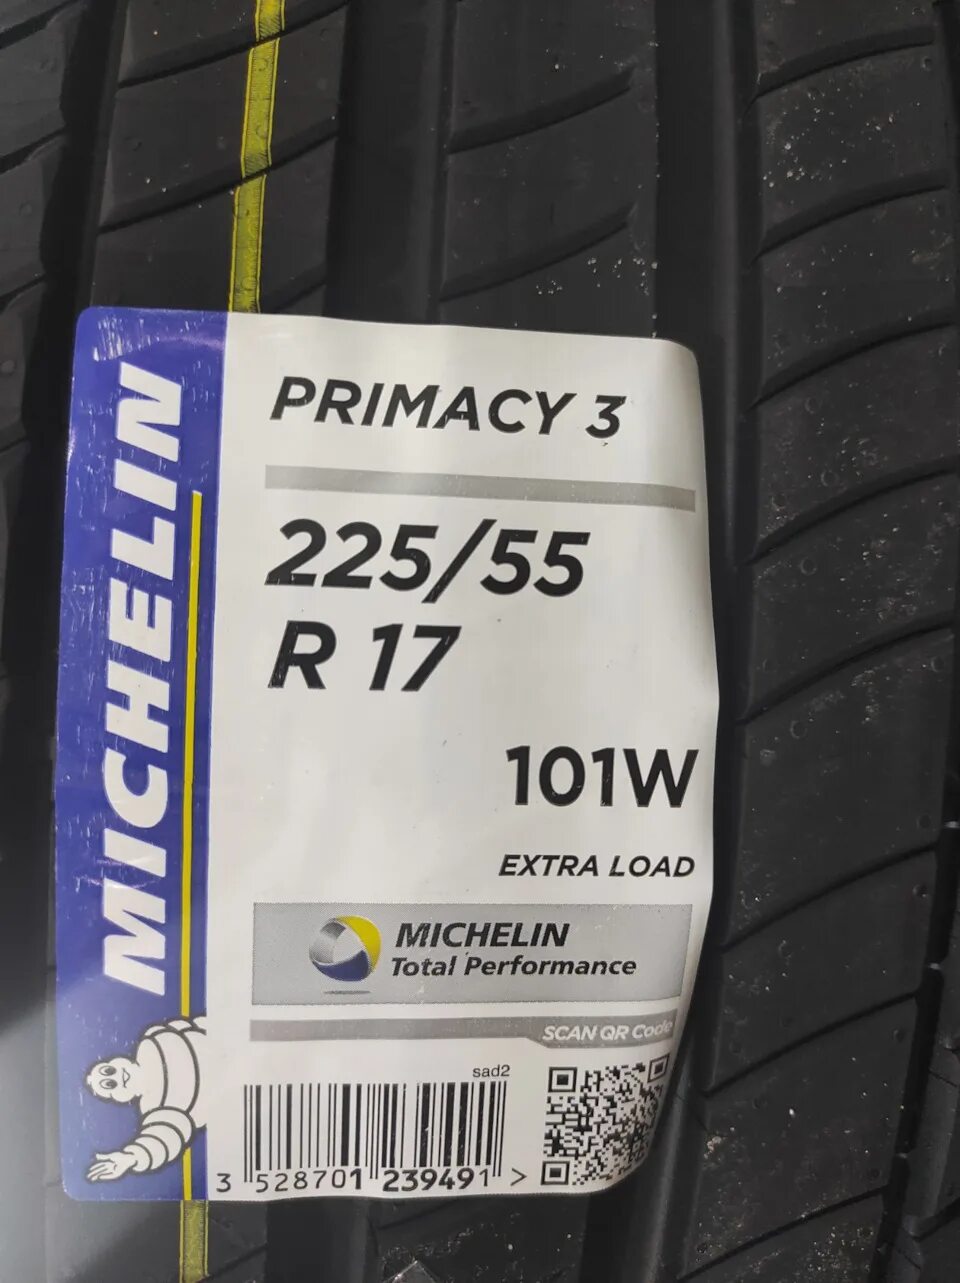 MICHELIN
PRIMACY 3
225/55
R 17
101W
EXTRA LOAD
MICHELIN
Total Performance
SCAN QR Code
sad2
3 528701 239491 >